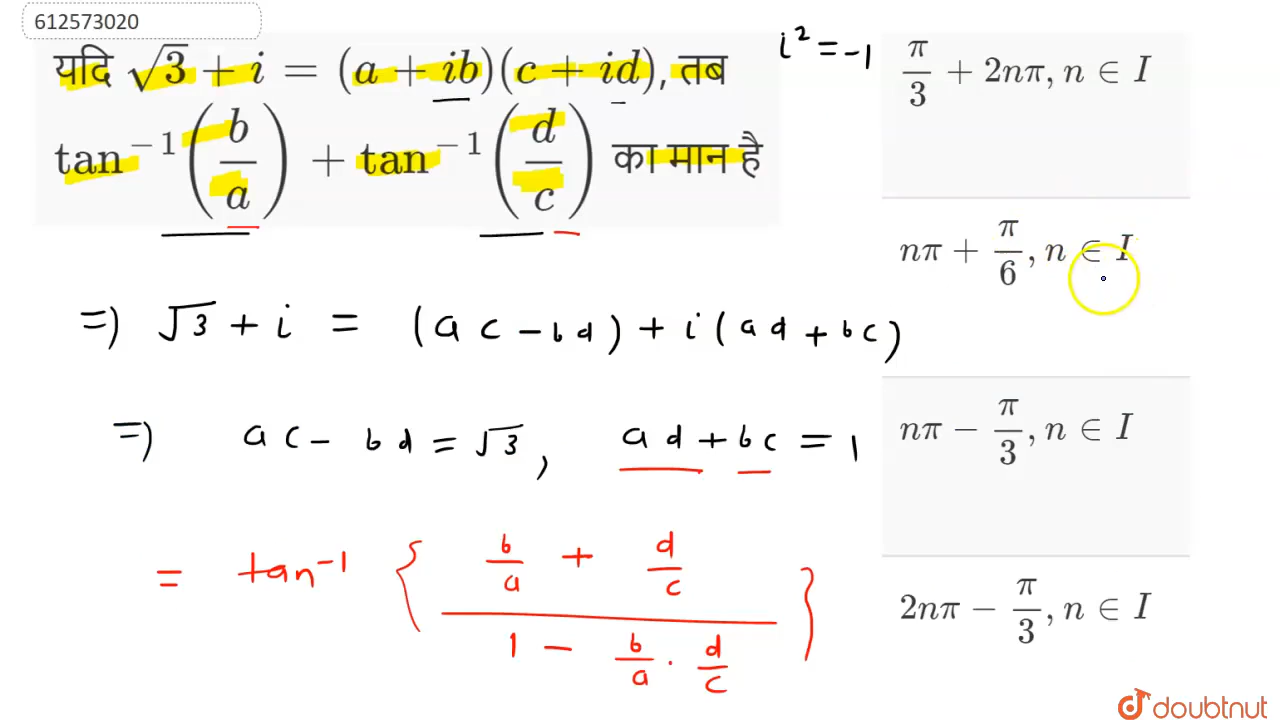 612573020
यदि √3 + i = (a + ib)(c + id), तब
tan⁻¹(b/a) + tan⁻¹(d/c) का मान है
i² = -1
π/3 + 2nπ, n ∈ I
nπ + π/6, n ∈ I
nπ − π/3, n ∈ I
2nπ − π/3, n ∈ I
=) √3 + i = (ac - bd) + i(ad + bc)
=) ac - bd = √3, ad + bc = 1
= tan⁻¹ { (b/a + d/c) / (1 - b/a . d/c) }
doubtnut